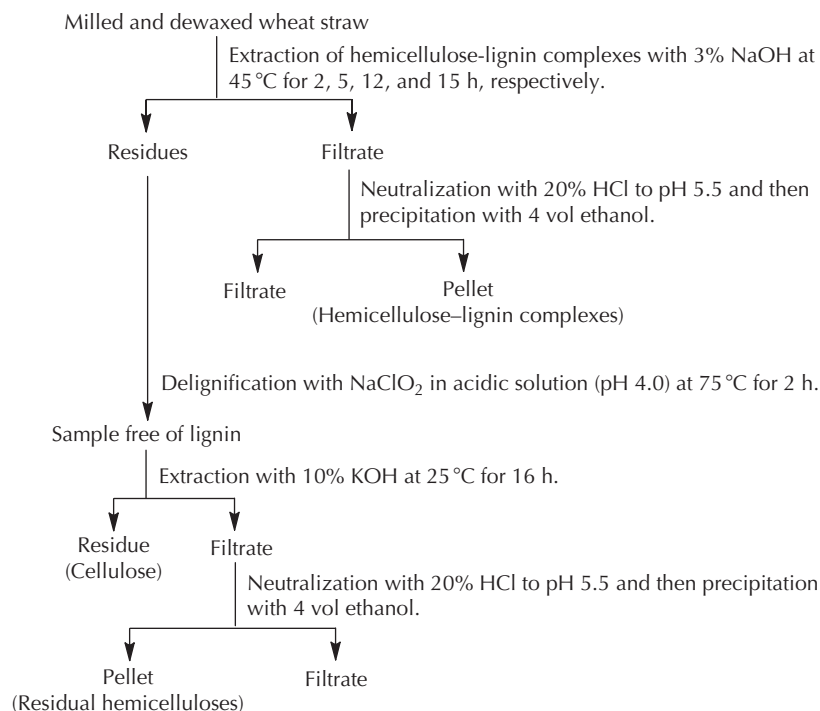 Milled and dewaxed wheat straw
Extraction of hemicellulose-lignin complexes with 3% NaOH at
45 °C for 2, 5, 12, and 15 h, respectively.
Residues
Filtrate
Neutralization with 20% HCl to pH 5.5 and then
precipitation with 4 vol ethanol.
Filtrate
Pellet
(Hemicellulose–lignin complexes)
Delignification with NaClO₂ in acidic solution (pH 4.0) at 75 °C for 2 h.
Sample free of lignin
Extraction with 10% KOH at 25 °C for 16 h.
Residue
(Cellulose)
Filtrate
Neutralization with 20% HCl to pH 5.5 and then precipitation
with 4 vol ethanol.
Pellet
(Residual hemicelluloses)
Filtrate